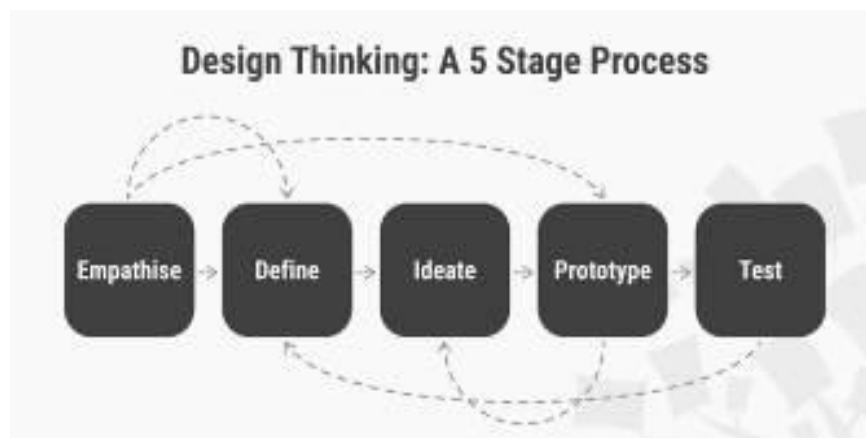 Design Thinking: A 5 Stage Process
Empathise
Define
Ideate
Prototype
Test